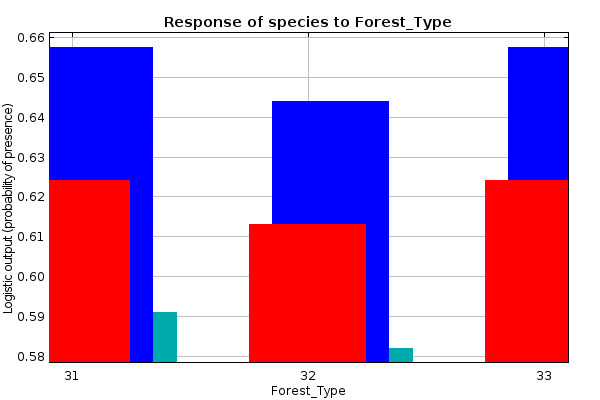 Response of species to Forest_Type
Logistic output (probability of presence)
0.66
0.65
0.64
0.63
0.62
0.61
0.60
0.59
0.58
31 32 33
Forest_Type